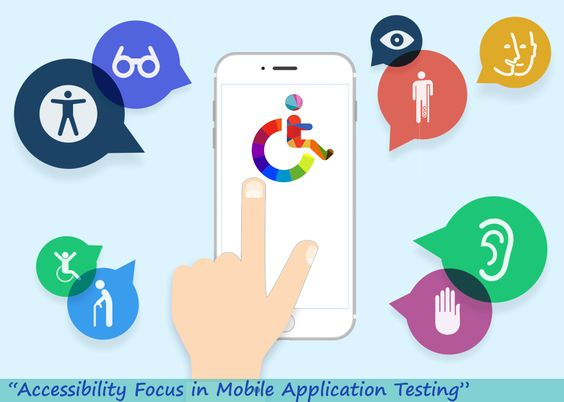 “Accessibility Focus in Mobile Application Testing”